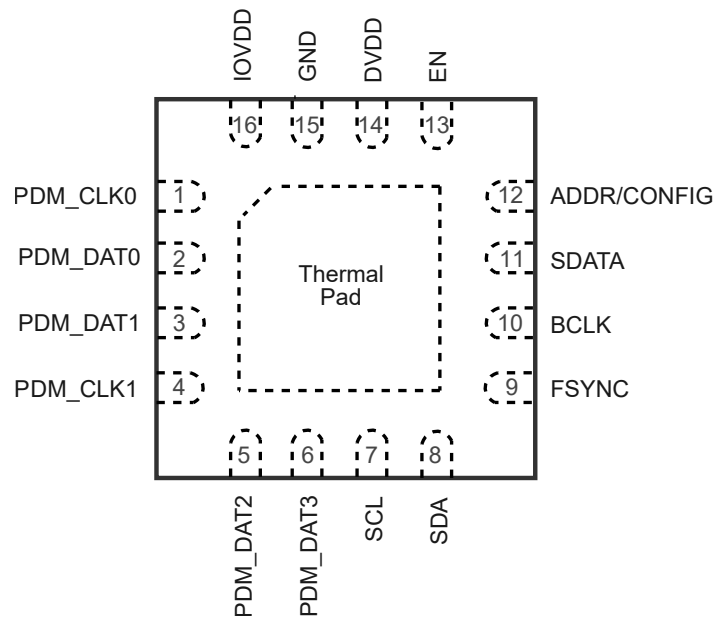 IOVDD
GND
DVDD
EN
16
15
14
13
PDM_CLK0
1
12
ADDR/CONFIG
PDM_DAT0
2
11
SDATA
Thermal
Pad
PDM_DAT1
3
10
BCLK
PDM_CLK1
4
9
FSYNC
5
6
7
8
PDM_DAT2
PDM_DAT3
SCL
SDA